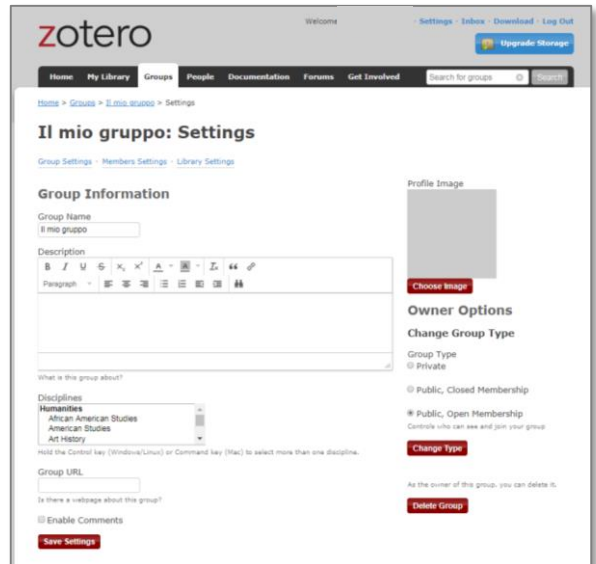 zotero
Welcome
· Settings · Inbox · Download · Log Out
Upgrade Storage
Home My Library Groups People Documentation Forums Get Involved
Search for groups Search
Home > Groups > Il mio gruppo > Settings
Il mio gruppo: Settings
Group Settings · Members Settings · Library Settings
Group Information
Group Name
Il mio gruppo
Description
Paragraph
What is this group about?
Disciplines
Humanities
African American Studies
American Studies
Art History
Hold the Control key (Windows/Linux) or Command key (Mac) to select more than one discipline.
Group URL
Is there a webpage about this group?
Enable Comments
Save Settings
Profile Image
Choose Image
Owner Options
Change Group Type
Group Type
Private
Public, Closed Membership
Public, Open Membership
Controls who can see and join your group
Change Type
As the owner of this group, you can delete it.
Delete Group